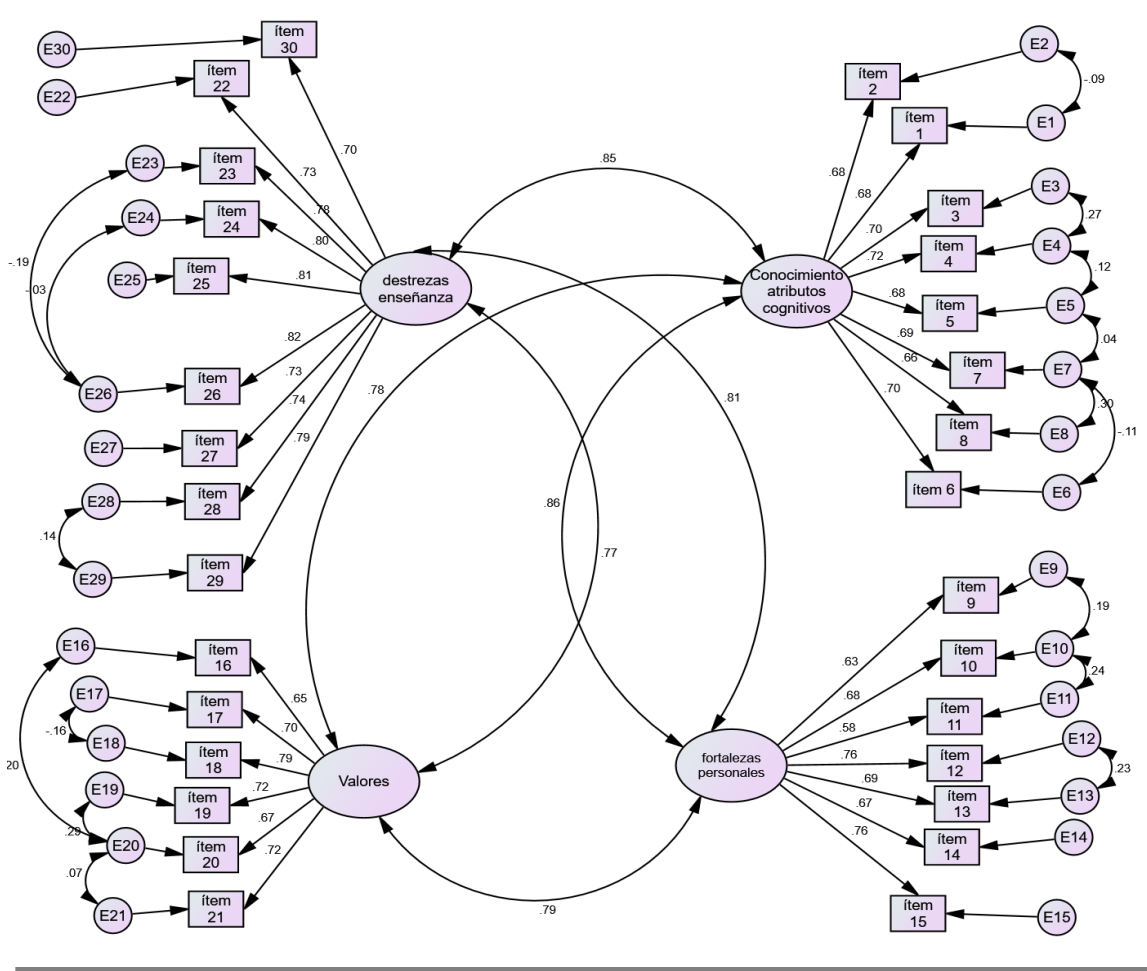 E30
ítem
30
E22
ítem
22
.70
.73
E23
ítem
23
.78
E24
ítem
24
.80
-.19
-.03
E25
ítem
25
.81
destrezas
enseñanza
.82
E26
ítem
26
.73
.74
E27
ítem
27
.79
E28
ítem
28
.14
E29
ítem
29
E2
ítem
2
-.09
ítem
1
E1
.85
.68
.68
E3
ítem
3
.27
.70
E4
ítem
4
.72
.12
Conocimiento
atributos
cognitivos
.68
ítem
5
E5
.69
.04
.66
ítem
7
E7
.70
.30
ítem
8
E8
-.11
ítem 6
E6
.78
.81
.86
.77
E16
ítem
16
.65
E17
ítem
17
.70
-.16
E18
ítem
18
.79
20
E19
ítem
19
.72
Valores
.29
E20
ítem
20
.67
.07
.72
E21
ítem
21
E9
ítem
9
.19
.63
E10
ítem
10
.24
.68
E11
ítem
11
.58
E12
ítem
12
.76
fortalezas
personales
.23
.69
ítem
13
E13
.67
ítem
14
E14
.76
ítem
15
E15
.79